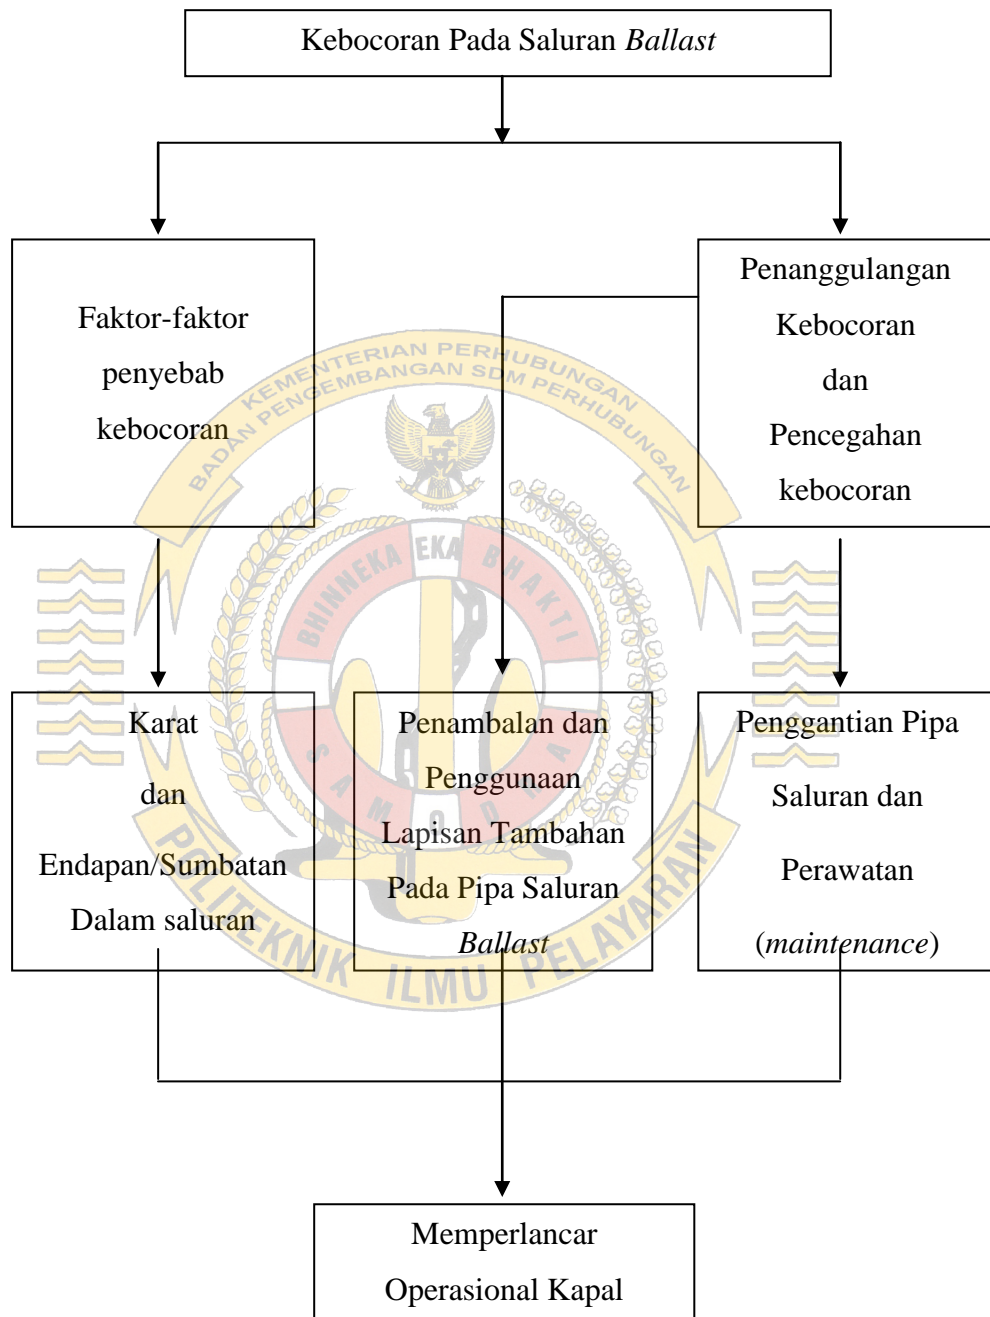 Kebocoran Pada Saluran Ballast
Faktor-faktor
penyebab
kebocoran
Penanggulangan
Kebocoran
dan
Pencegahan
kebocoran
KEMENTERIAN PERHUBUNGAN
BADAN PENGEMBANGAN SDM PERHUBUNGAN
BHINNEKA EKA BHAKTI
SAMODRA
Karat
dan
Endapan/Sumbatan
Dalam saluran
Penambalan dan
Penggunaan
Lapisan Tambahan
Pada Pipa Saluran
Ballast
Penggantian Pipa
Saluran dan
Perawatan
(maintenance)
POLITEKNIK ILMU PELAYARAN
Memperlancar
Operasional Kapal